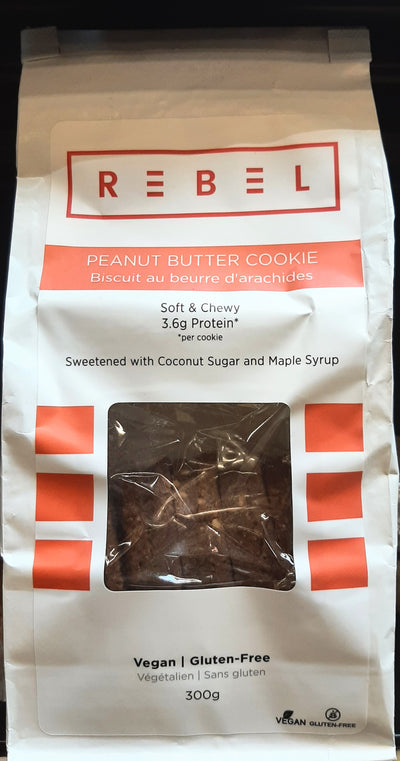 REBEL
PEANUT BUTTER COOKIE
Biscuit au beurre d'arachides
Soft & Chewy
3.6g Protein*
*per cookie
Sweetened with Coconut Sugar and Maple Syrup
Vegan | Gluten-Free
Végétalien | Sans gluten
300g
VEGAN GLUTEN-FREE